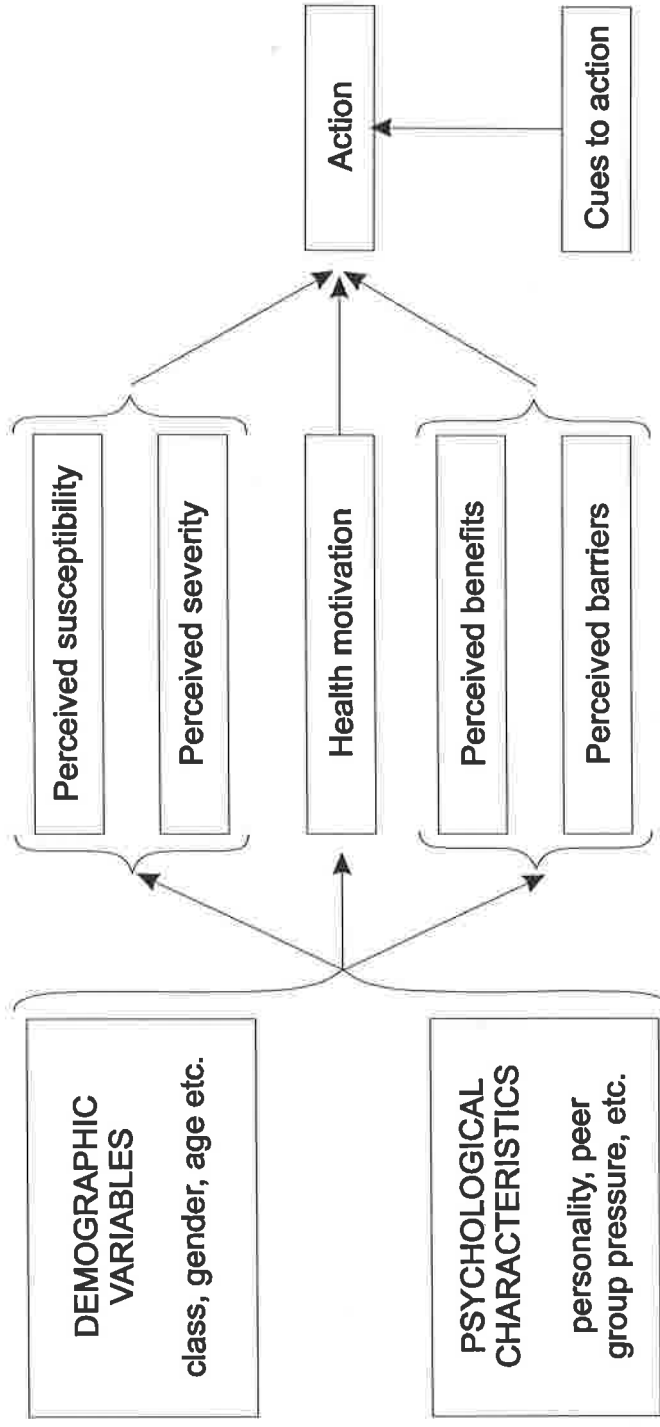 DEMOGRAPHIC
VARIABLES
class, gender, age etc.
PSYCHOLOGICAL
CHARACTERISTICS
personality, peer
group pressure, etc.
Perceived susceptibility
Perceived severity
Health motivation
Perceived benefits
Perceived barriers
Action
Cues to action